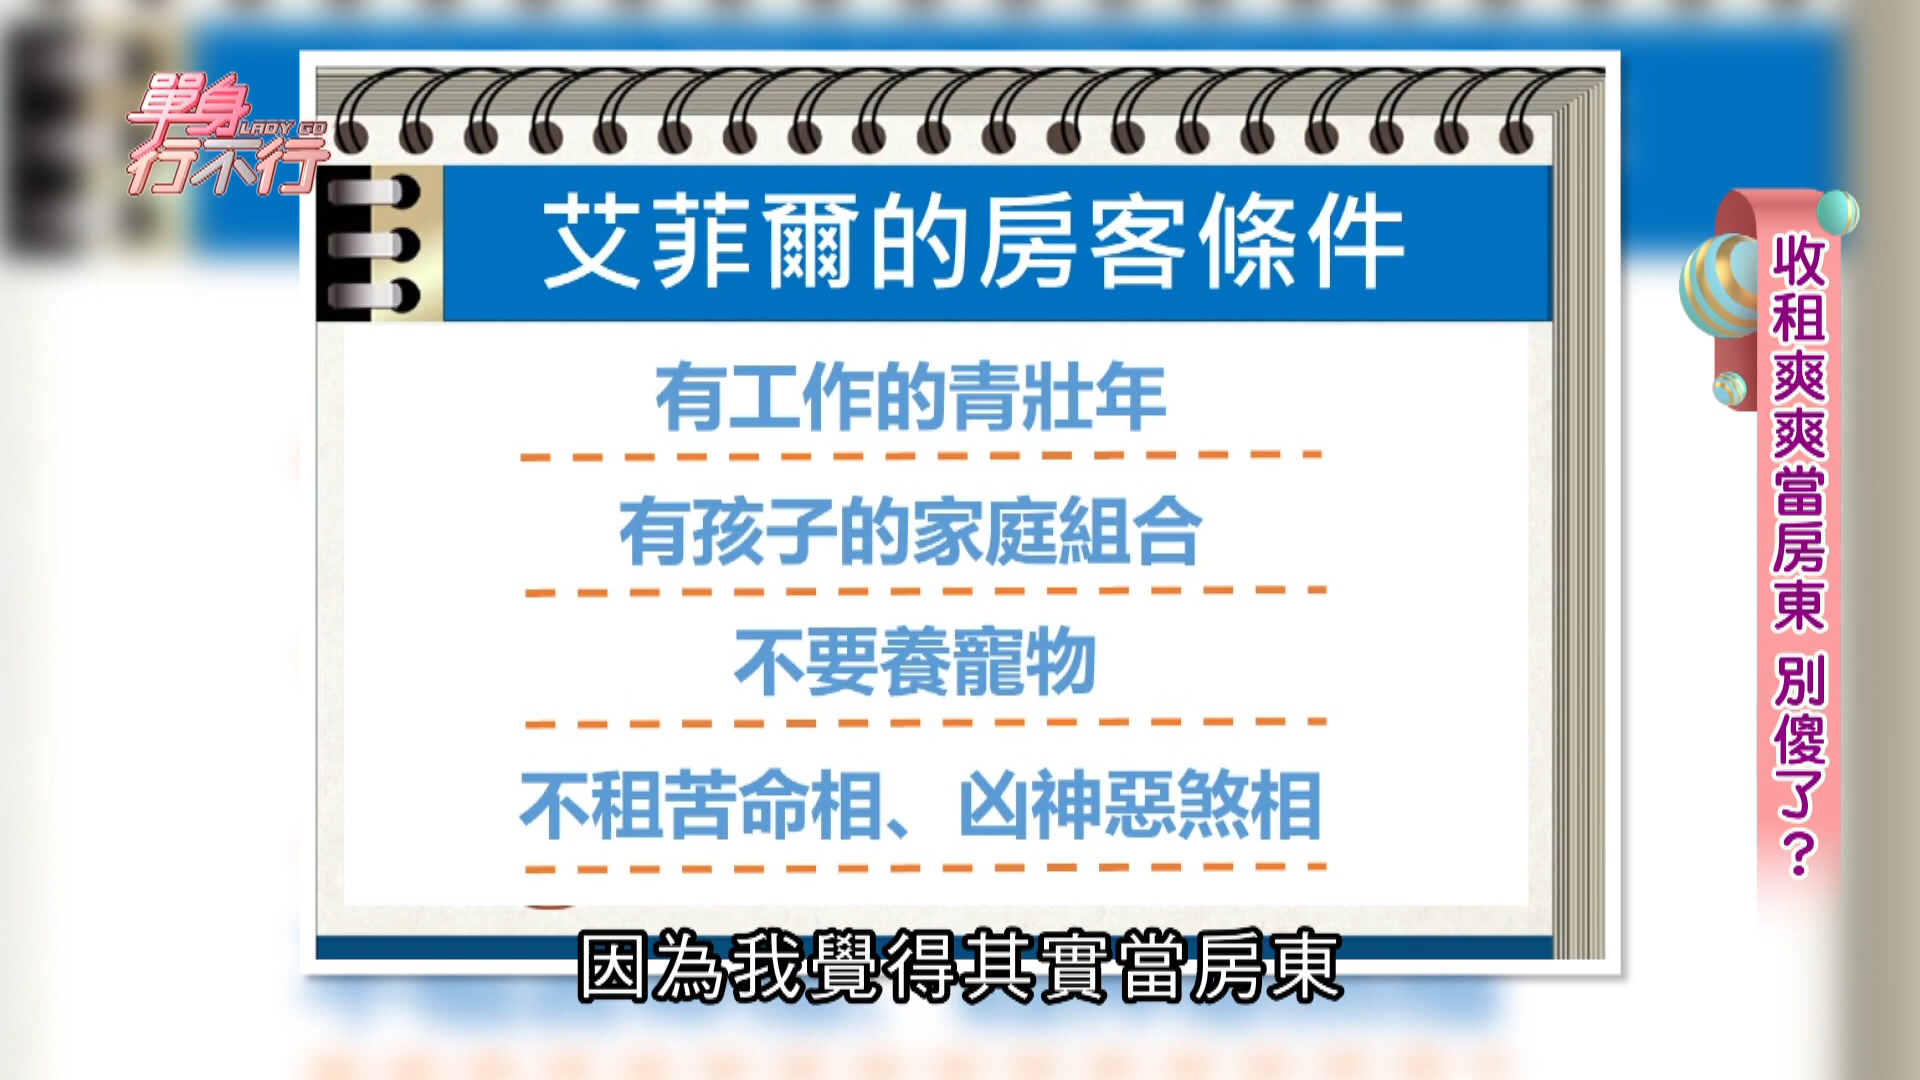 單身
LADY GO
行不行
艾菲爾的房客條件
有工作的青壯年
有孩子的家庭組合
不要養寵物
不租苦命相、凶神惡煞相
收租爽爽當房東 別傻了?
因為我覺得其實當房東